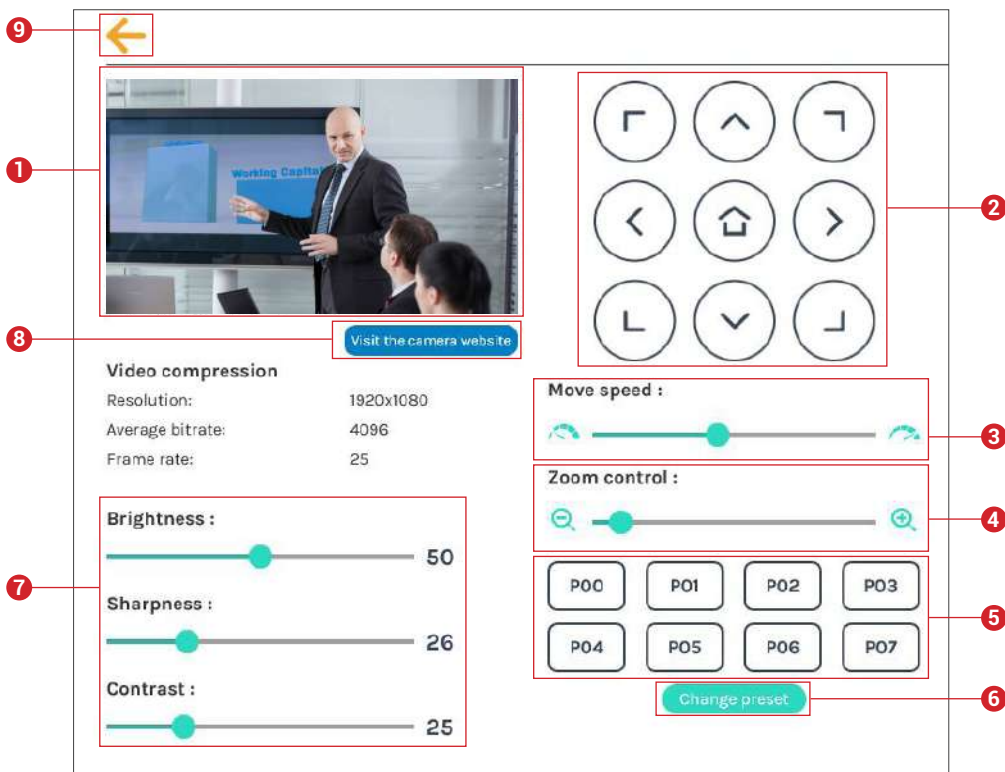 9
1
Working Capital
2
8
Visit the camera website
Video compression
Resolution: 1920x1080
Average bitrate: 4096
Frame rate: 25
Move speed :
3
Zoom control :
4
7
Brightness :
50
Sharpness :
26
Contrast :
25
P00 P01 P02 P03
5
P04 P05 P06 P07
Change preset
6